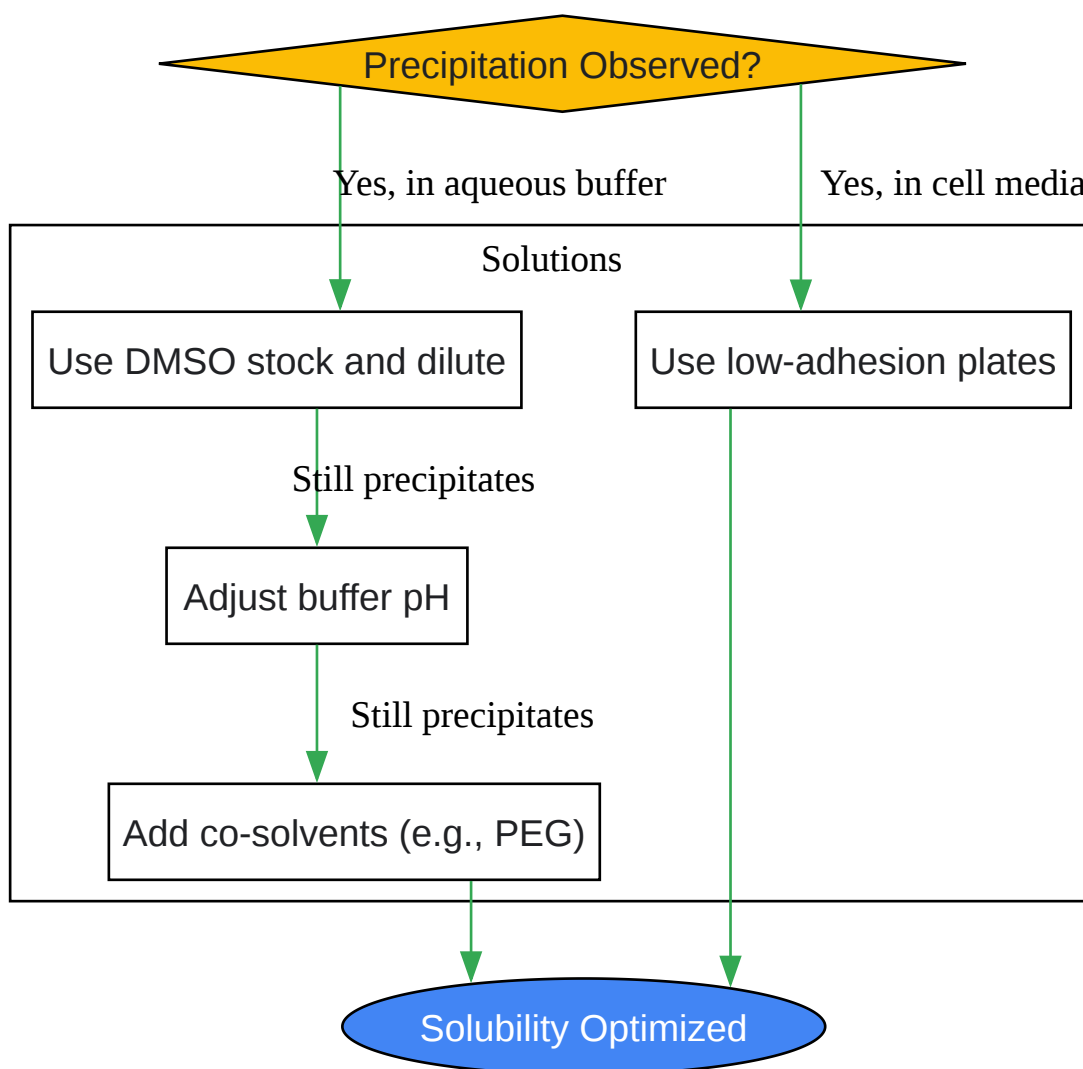 Precipitation Observed?
Yes, in aqueous buffer
Yes, in cell media
Solutions
Use DMSO stock and dilute
Use low-adhesion plates
Still precipitates
Adjust buffer pH
Still precipitates
Add co-solvents (e.g., PEG)
Solubility Optimized